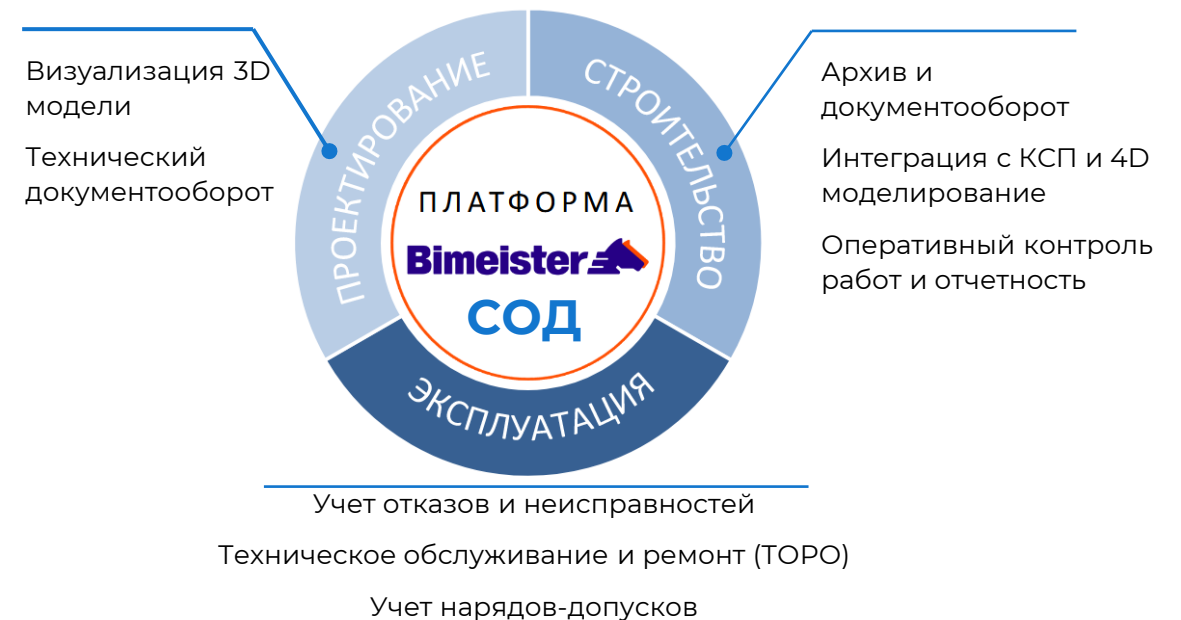 Визуализация 3D
модели
Технический
документооборот
ПРОЕКТИРОВАНИЕ
СТРОИТЕЛЬСТВО
ЭКСПЛУАТАЦИЯ
ПЛАТФОРМА
Bimeister
СОД
Архив и
документооборот
Интеграция с КСП и 4D
моделирование
Оперативный контроль
работ и отчетность
Учет отказов и неисправностей
Техническое обслуживание и ремонт (ТОРО)
Учет нарядов-допусков